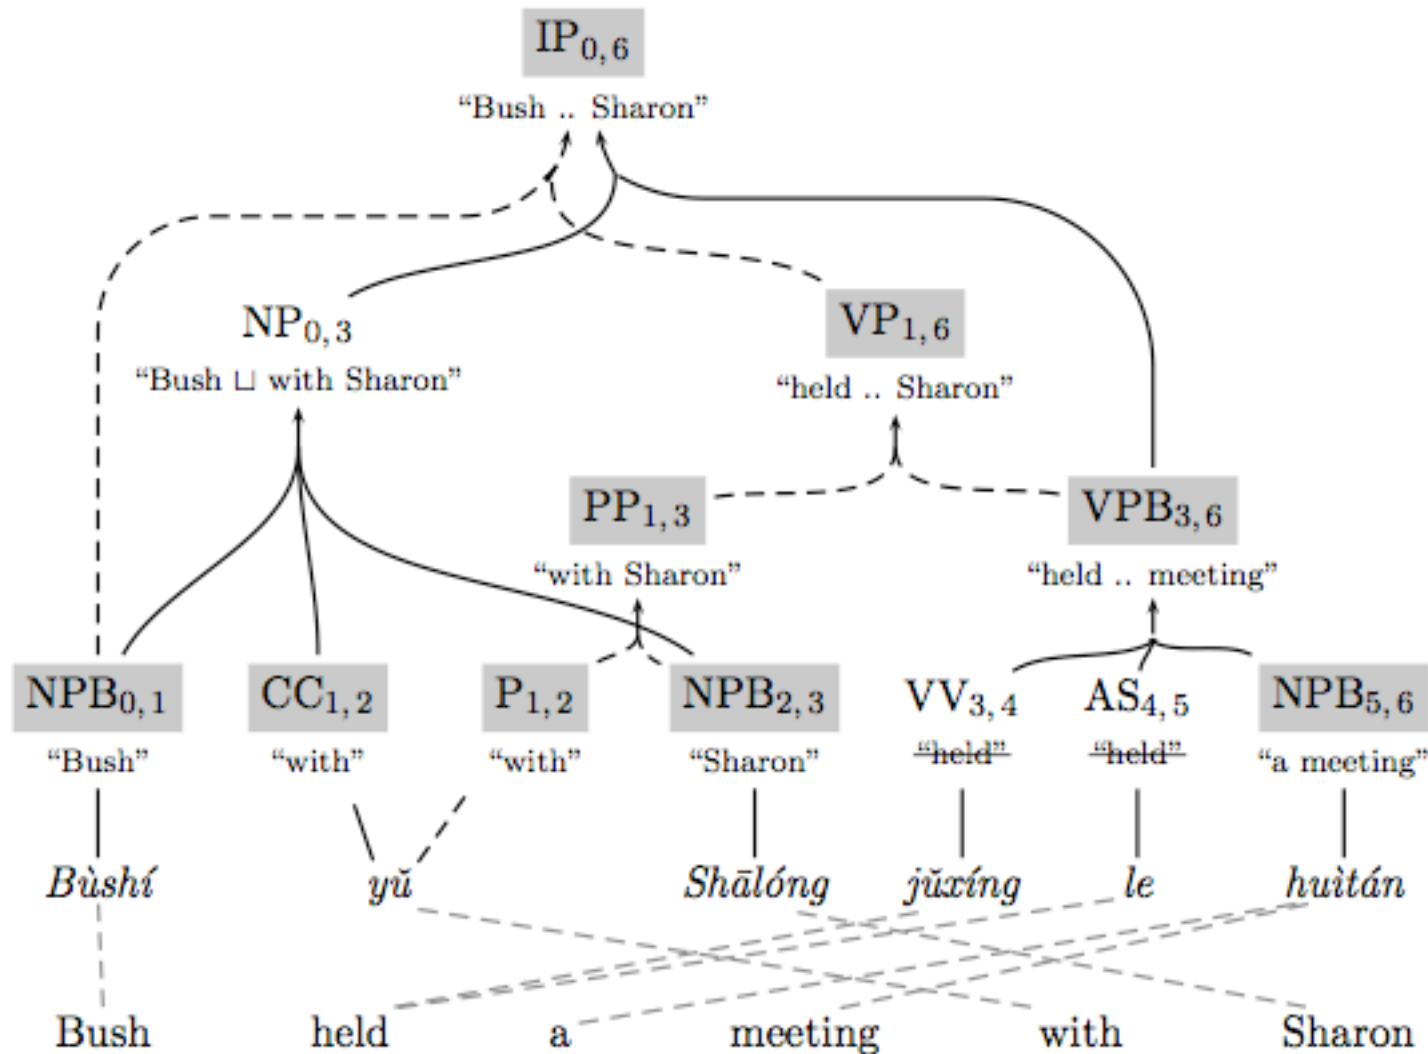 IP0,6
“Bush .. Sharon”
NP0,3
VP1,6
“Bush ⊔ with Sharon”
“held .. Sharon”
PP1,3
VPB3,6
“with Sharon”
“held .. meeting”
NPB0,1 CC1,2 P1,2 NPB2,3 VV3,4 AS4,5 NPB5,6
“Bush” “with” “with” “Sharon” “held” “held” “a meeting”
Bùshí yǔ Shālóng jǔxíng le huìtán
Bush held a meeting with Sharon